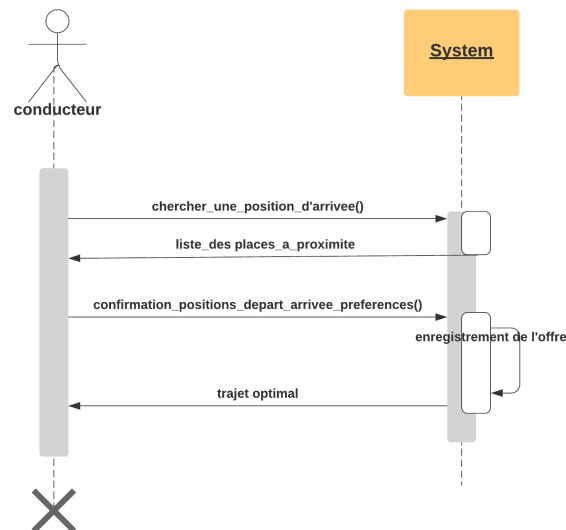 System
conducteur
chercher_une_position_d'arrivee()
liste_des places_a_proximite
confirmation_positions_depart_arrivee_preferences()
enregistrement de l'offre
trajet optimal